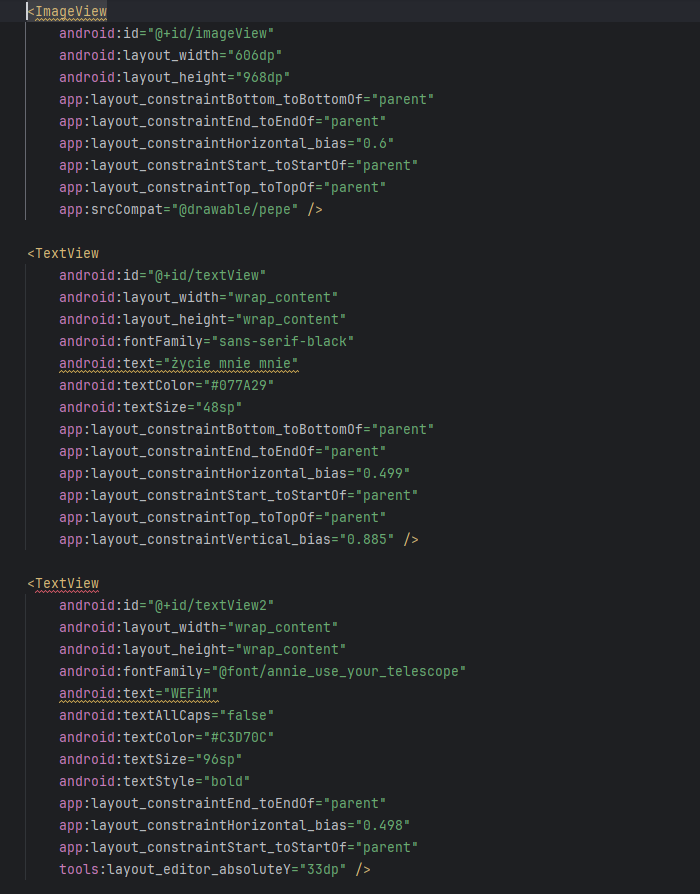 <ImageView
android:id="@+id/imageView"
android:layout_width="606dp"
android:layout_height="968dp"
app:layout_constraintBottom_toBottomOf="parent"
app:layout_constraintEnd_toEndOf="parent"
app:layout_constraintHorizontal_bias="0.6"
app:layout_constraintStart_toStartOf="parent"
app:layout_constraintTop_toTopOf="parent"
app:srcCompat="@drawable/pepe" />
<TextView
android:id="@+id/textView"
android:layout_width="wrap_content"
android:layout_height="wrap_content"
android:fontFamily="sans-serif-black"
android:text="życie mnie mnie"
android:textColor="#077A29"
android:textSize="48sp"
app:layout_constraintBottom_toBottomOf="parent"
app:layout_constraintEnd_toEndOf="parent"
app:layout_constraintHorizontal_bias="0.499"
app:layout_constraintStart_toStartOf="parent"
app:layout_constraintTop_toTopOf="parent"
app:layout_constraintVertical_bias="0.885" />
<TextView
android:id="@+id/textView2"
android:layout_width="wrap_content"
android:layout_height="wrap_content"
android:fontFamily="@font/annie_use_your_telescope"
android:text="WEFiM"
android:textAllCaps="false"
android:textColor="#C3D70C"
android:textSize="96sp"
android:textStyle="bold"
app:layout_constraintEnd_toEndOf="parent"
app:layout_constraintHorizontal_bias="0.498"
app:layout_constraintStart_toStartOf="parent"
tools:layout_editor_absoluteY="33dp" />